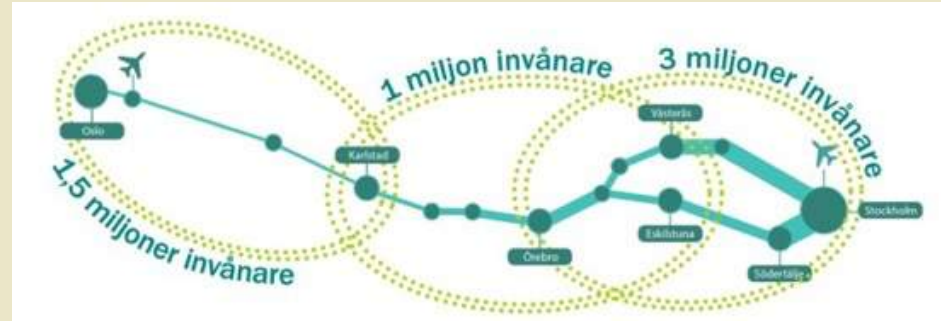 1,5 miljoner invånare
1 miljon invånare
3 miljoner invånare
Oslo
Karlstad
Örebro
Västerås
Eskilstuna
Södertälje
Stockholm